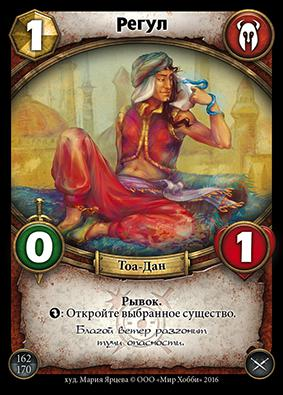 1
Регул
0
1
Тоа-Дан
Рывок.
: Откройте выбранное существо.
Благой ветер разгонит
тучи опасности.
162
170
худ. Мария Ярцева © ООО «Мир Хобби» 2016